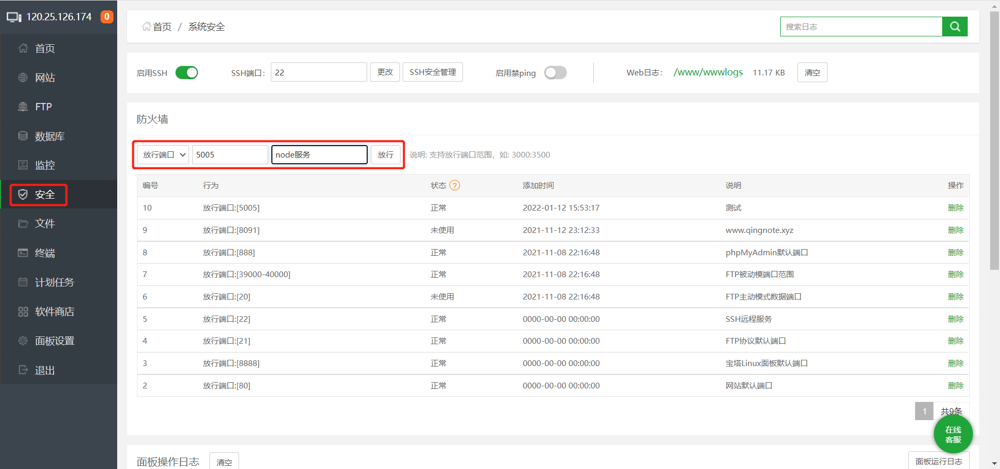 120.25.126.174 0
首页
网站
FTP
数据库
监控
安全
文件
终端
计划任务
软件商店
面板设置
退出
首页 / 系统安全
搜索日志
启用SSH SSH端口: 22 更改 SSH安全管理 启用禁ping Web日志: /www/wwwlogs 11.17 KB 清空
防火墙
放行端口 5005 node服务 放行 说明: 支持放行端口范围，如: 3000:3500
编号 行为 状态 ? 添加时间 说明 操作
10 放行端口:[5005] 正常 2022-01-12 15:53:17 测试 删除
9 放行端口:[8091] 未使用 2021-11-12 23:12:33 www.qingnote.xyz 删除
8 放行端口:[888] 正常 2021-11-08 22:16:48 phpMyAdmin默认端口 删除
7 放行端口:[39000-40000] 正常 2021-11-08 22:16:48 FTP被动模端口范围 删除
6 放行端口:[20] 未使用 2021-11-08 22:16:48 FTP主动模式数据端口 删除
5 放行端口:[22] 正常 0000-00-00 00:00:00 SSH远程服务 删除
4 放行端口:[21] 正常 0000-00-00 00:00:00 FTP协议默认端口 删除
3 放行端口:[8888] 正常 0000-00-00 00:00:00 宝塔Linux面板默认端口 删除
2 放行端口:[80] 正常 0000-00-00 00:00:00 网站默认端口 删除
1 共9条
在线
客服
面板操作日志 清空 面板运行日志